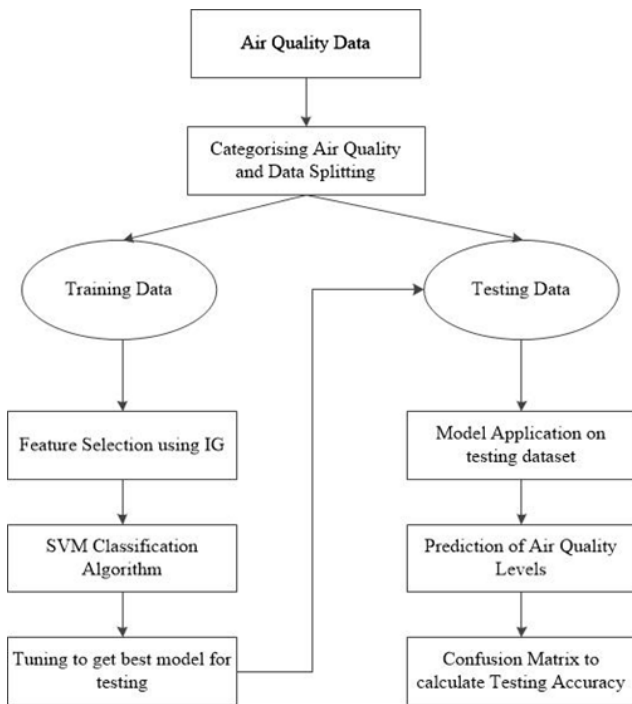 Air Quality Data
Categorising Air Quality
and Data Splitting
Training Data
Testing Data
Feature Selection using IG
Model Application on
testing dataset
SVM Classification
Algorithm
Prediction of Air Quality
Levels
Tuning to get best model for
testing
Confusion Matrix to
calculate Testing Accuracy